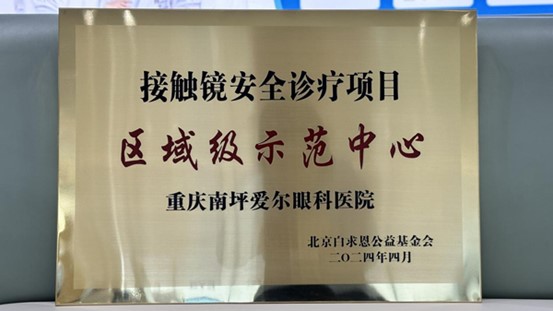 接触镜安全诊疗项目
区域级示范中心
重庆南坪爱尔眼科医院
北京白求恩公益基金会
二〇二四年四月